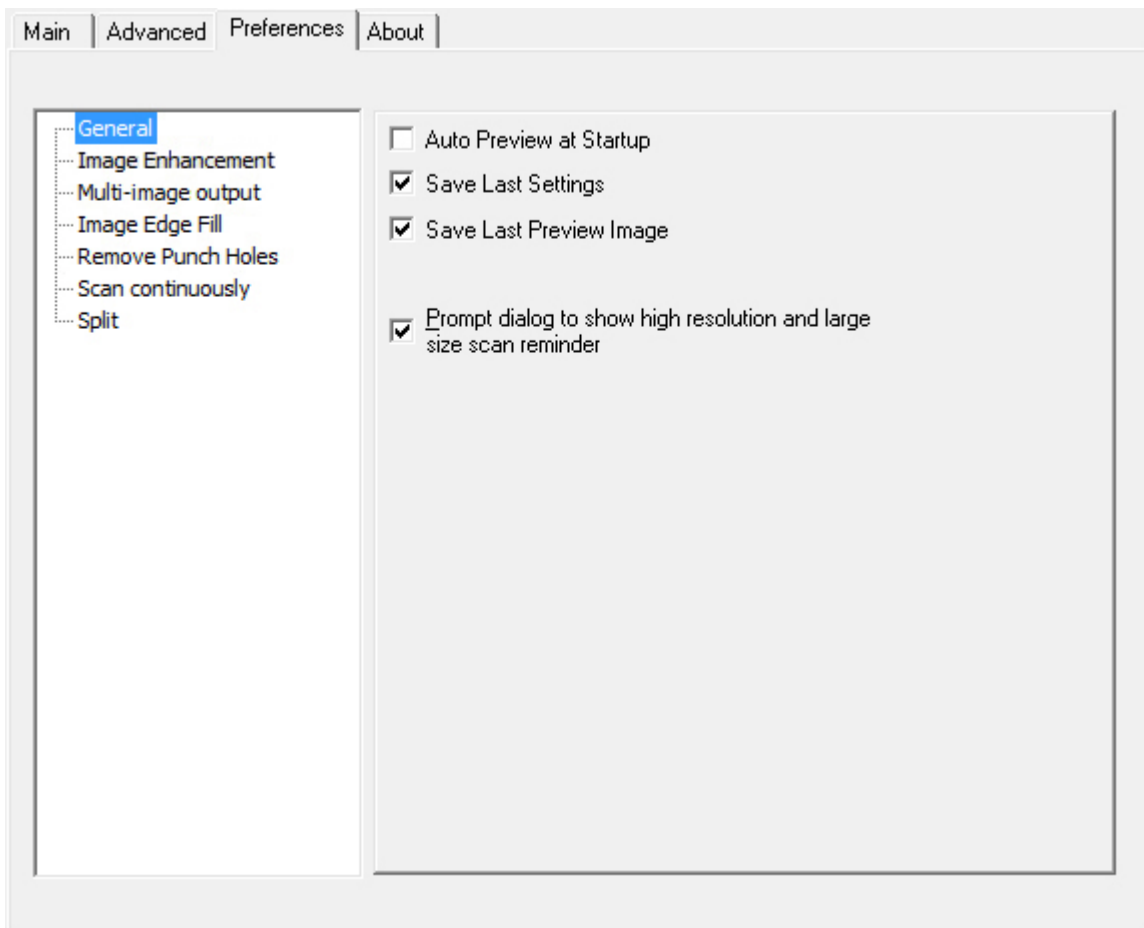 Main
Advanced
Preferences
About
General
Image Enhancement
Multi-image output
Image Edge Fill
Remove Punch Holes
Scan continuously
Split
Auto Preview at Startup
Save Last Settings
Save Last Preview Image
Prompt dialog to show high resolution and large
size scan reminder